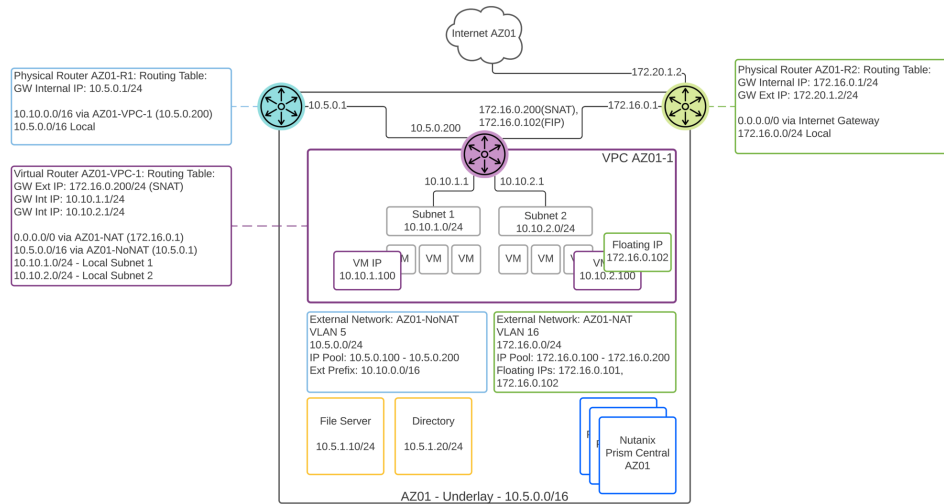 Internet AZ01
172.20.1.2
Physical Router AZ01-R1: Routing Table:
GW Internal IP: 10.5.0.1/24
10.10.0.0/16 via AZ01-VPC-1 (10.5.0.200)
10.5.0.0/16 Local
10.5.0.1
10.5.0.200
172.16.0.200(SNAT),
172.16.0.102(FIP)
172.16.0.1
Physical Router AZ01-R2: Routing Table:
GW Internal IP: 172.16.0.1/24
GW Ext IP: 172.20.1.2/24
0.0.0.0/0 via Internet Gateway
172.16.0.0/24 Local
Virtual Router AZ01-VPC-1: Routing Table:
GW Ext IP: 172.16.0.200/24 (SNAT)
GW Int IP: 10.10.1.1/24
GW Int IP: 10.10.2.1/24
0.0.0.0/0 via AZ01-NAT (172.16.0.1)
10.5.0.0/16 via AZ01-NoNAT (10.5.0.1)
10.10.1.0/24 - Local Subnet 1
10.10.2.0/24 - Local Subnet 2
VPC AZ01-1
10.10.1.1
10.10.2.1
Subnet 1
10.10.1.0/24
Subnet 2
10.10.2.0/24
VM
VM
VM
VM
VM IP
10.10.1.100
Floating IP
172.16.0.102
10.10.2.100
External Network: AZ01-NoNAT
VLAN 5
10.5.0.0/24
IP Pool: 10.5.0.100 - 10.5.0.200
Ext Prefix: 10.10.0.0/16
External Network: AZ01-NAT
VLAN 16
172.16.0.0/24
IP Pool: 172.16.0.100 - 172.16.0.200
Floating IPs: 172.16.0.101,
172.16.0.102
File Server
10.5.1.10/24
Directory
10.5.1.20/24
Nutanix
Prism Central
AZ01
AZ01 - Underlay - 10.5.0.0/16